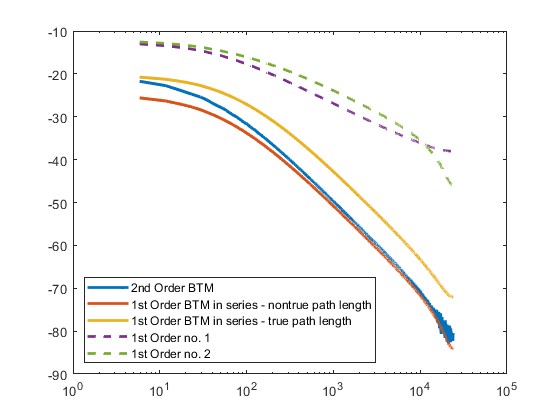 -10
-20
-30
-40
-50
-60
-70
-80
-90
2nd Order BTM
1st Order BTM in series - nontrue path length
1st Order BTM in series - true path length
1st Order no. 1
1st Order no. 2
10^0 10^1 10^2 10^3 10^4 10^5